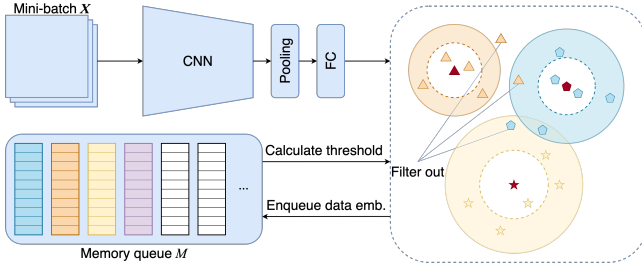 Mini-batch X
CNN
Pooling
FC
Calculate threshold
Filter out
Enqueue data emb.
...
Memory queue M